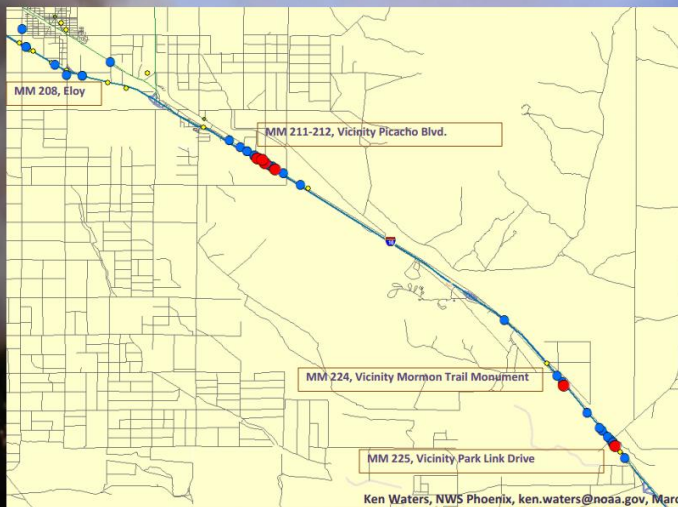 MM 208, Eloy
MM 211-212, Vicinity Picacho Blvd.
MM 224, Vicinity Mormon Trail Monument
MM 225, Vicinity Park Link Drive
Ken Waters, NWS Phoenix, ken.waters@noaa.gov, Marc